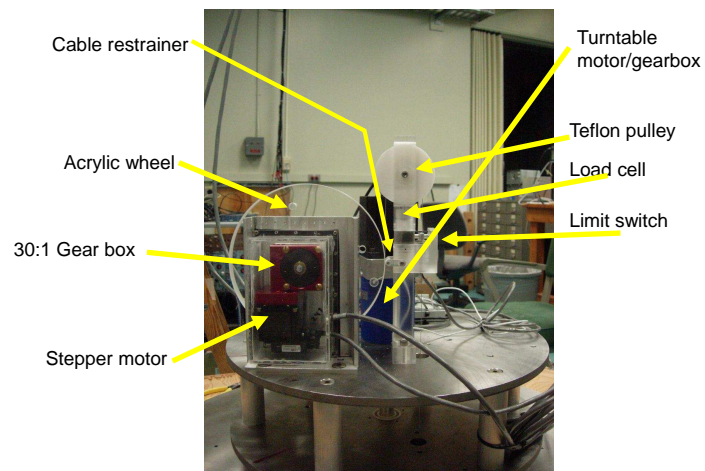 Cable restrainer
Acrylic wheel
30:1 Gear box
Stepper motor
Turntable
motor/gearbox
Teflon pulley
Load cell
Limit switch